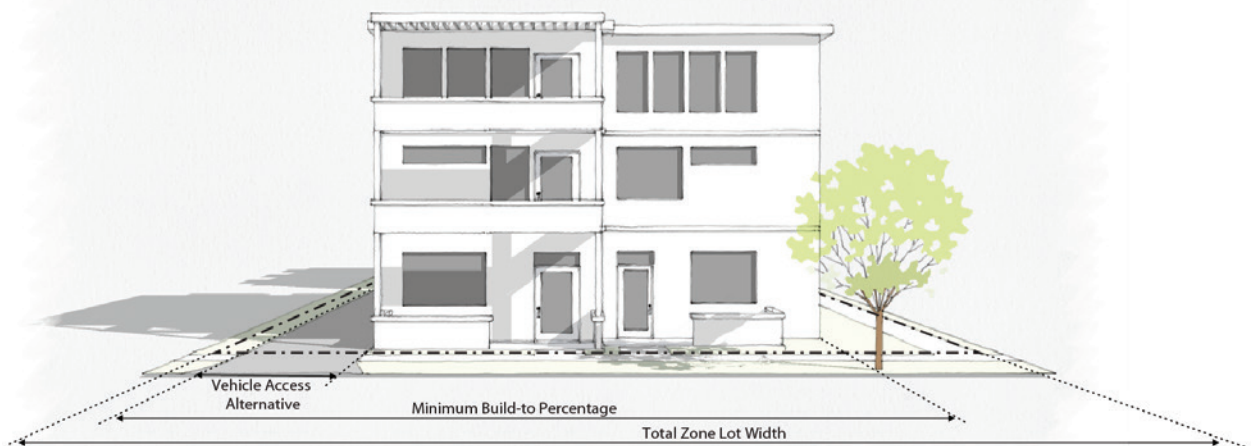 Vehicle Access
Alternative
Minimum Build-to Percentage
Total Zone Lot Width